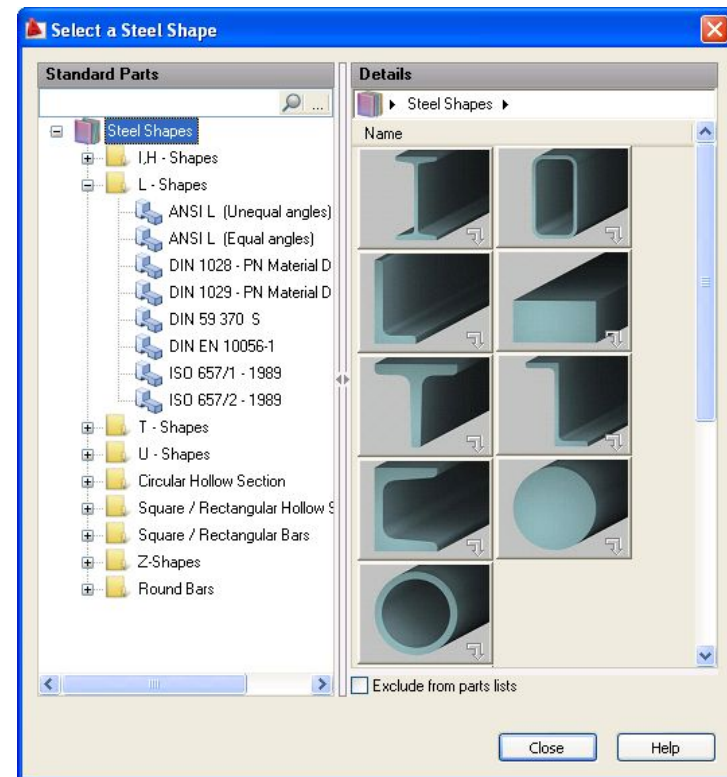 Select a Steel Shape
Standard Parts
...
Steel Shapes
I,H - Shapes
L - Shapes
ANSI L (Unequal angles)
ANSI L (Equal angles)
DIN 1028 - PN Material D
DIN 1029 - PN Material D
DIN 59 370 S
DIN EN 10056-1
ISO 657/1 - 1989
ISO 657/2 - 1989
T - Shapes
U - Shapes
Circular Hollow Section
Square / Rectangular Hollow S
Square / Rectangular Bars
Z-Shapes
Round Bars
Details
Steel Shapes
Name
Exclude from parts lists
Close
Help